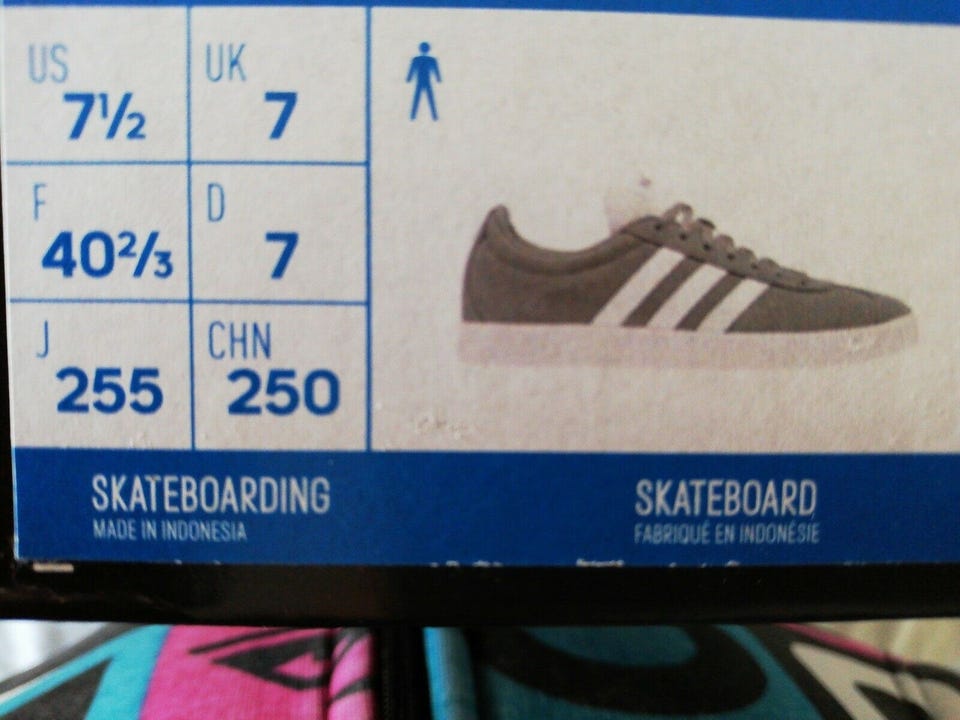 US
7½
UK
7
F
40⅔
D
7
J
255
CHN
250
SKATEBOARDING
MADE IN INDONESIA
SKATEBOARD
FABRIQUÉ EN INDONÉSIE